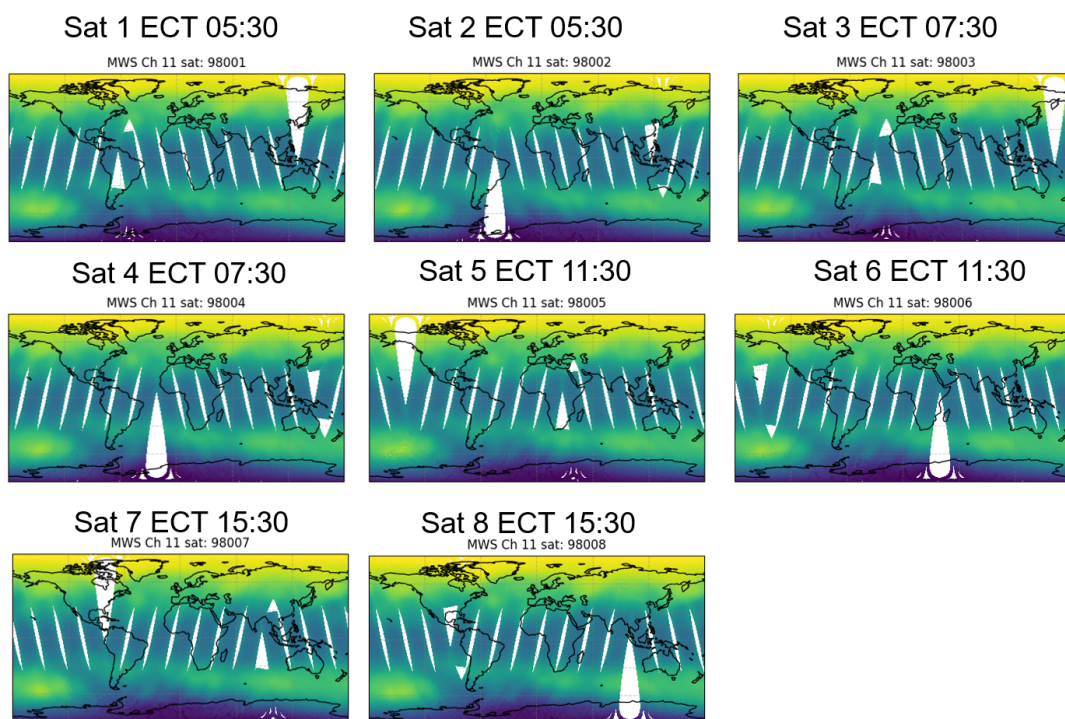 Sat 1 ECT 05:30
MWS Ch 11 sat: 98001
Sat 2 ECT 05:30
MWS Ch 11 sat: 98002
Sat 3 ECT 07:30
MWS Ch 11 sat: 98003
Sat 4 ECT 07:30
MWS Ch 11 sat: 98004
Sat 5 ECT 11:30
MWS Ch 11 sat: 98005
Sat 6 ECT 11:30
MWS Ch 11 sat: 98006
Sat 7 ECT 15:30
MWS Ch 11 sat: 98007
Sat 8 ECT 15:30
MWS Ch 11 sat: 98008